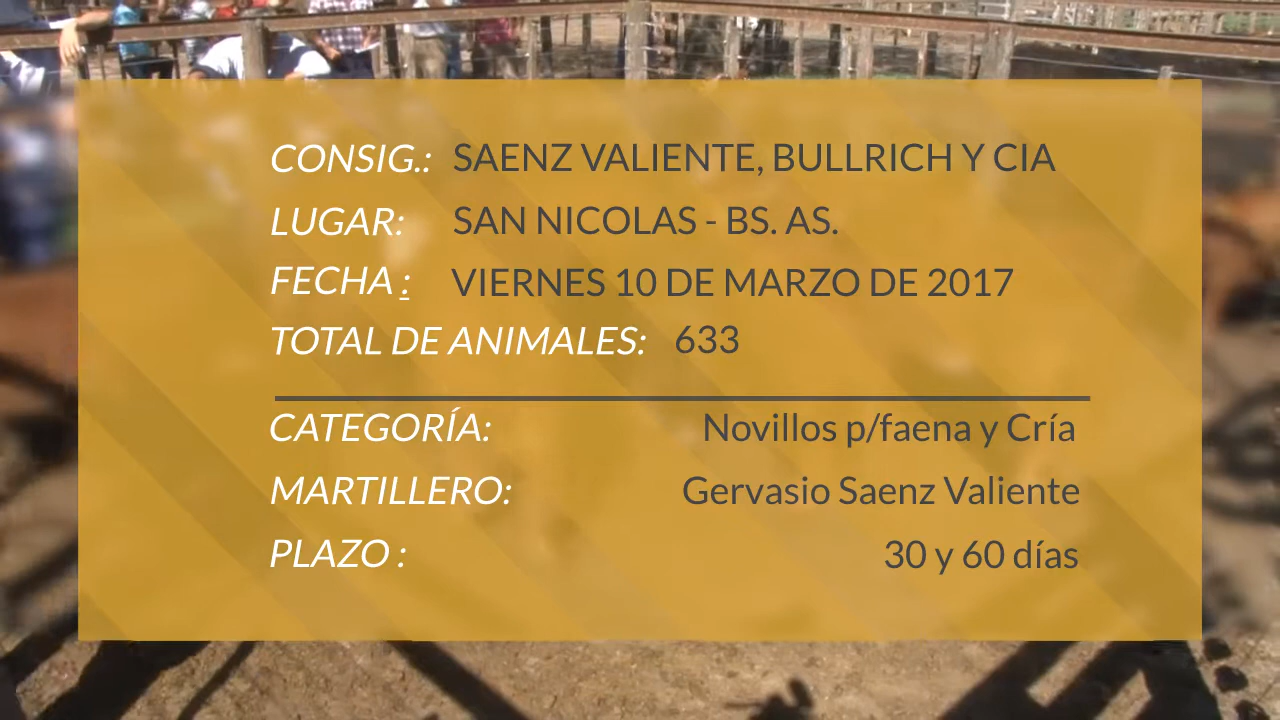 CONSIG.: SAENZ VALIENTE, BULLRICH Y CIA
LUGAR: SAN NICOLAS - BS. AS.
FECHA : VIERNES 10 DE MARZO DE 2017
TOTAL DE ANIMALES: 633
CATEGORÍA: Novillos p/faena y Cría
MARTILLERO: Gervasio Saenz Valiente
PLAZO : 30 y 60 días